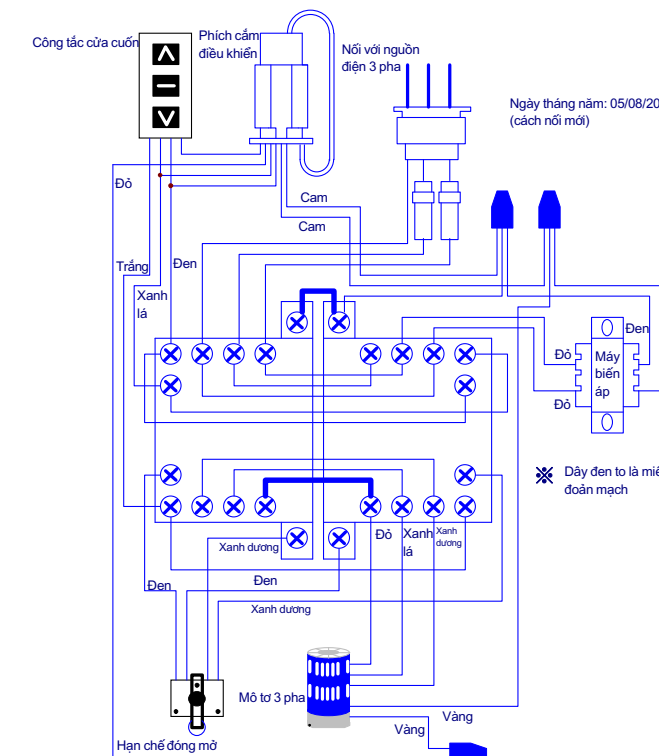 Công tắc cửa cuốn
Phích cắm
điều khiển
Nối với nguồn
điện 3 pha
Ngày tháng năm: 05/08/20
(cách nối mới)
Đỏ
Cam
Cam
Trắng
Đen
Xanh
lá
Đen
Đỏ
Máy
biến
áp
Đỏ
※ Dây đen to là miế
đoản mạch
Đỏ
Xanh
lá
Xanh
dương
Xanh dương
Đen
Đen
Xanh dương
Mô tơ 3 pha
Vàng
Vàng
Hạn chế đóng mở